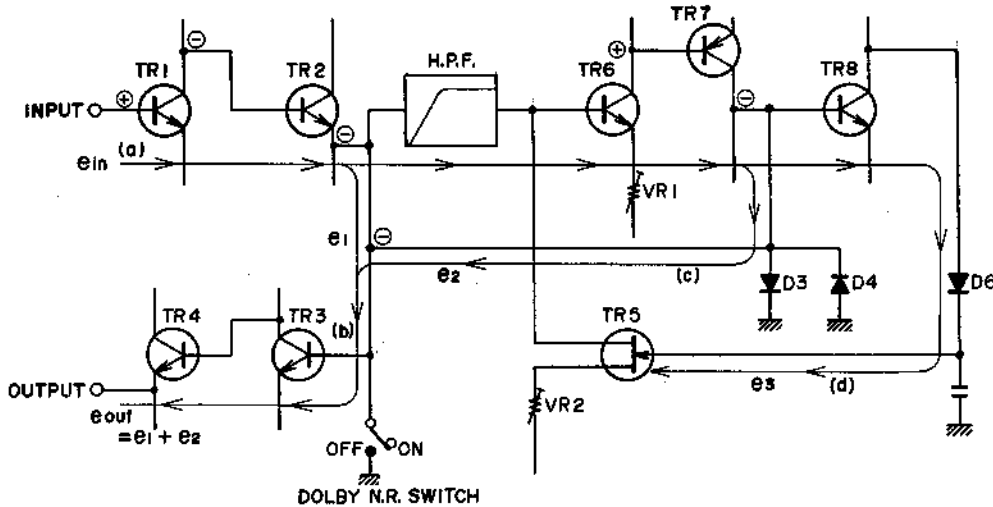 TR7
TR1
TR2
H.P.F.
TR6
TR8
INPUT
ein
(a)
VR1
e1
e2
(c)
D3
D4
D6
TR4
TR3
(b)
TR5
OUTPUT
e3
(d)
eout
=e1+e2
VR2
OFF
ON
DOLBY N.R. SWITCH